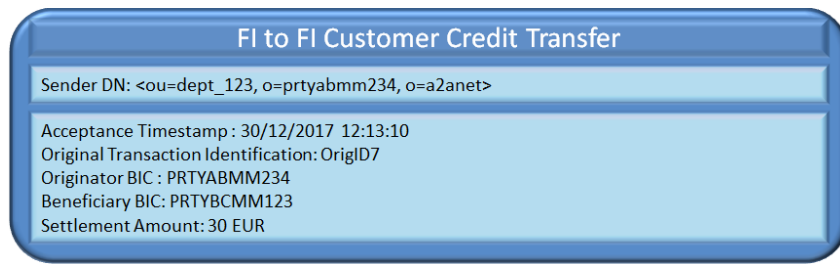 FI to FI Customer Credit Transfer
Sender DN: <ou=dept_123, o=prtyabmm234, o=a2anet>
Acceptance Timestamp : 30/12/2017 12:13:10
Original Transaction Identification: OrigID7
Originator BIC : PRTYABMM234
Beneficiary BIC: PRTYBCMM123
Settlement Amount: 30 EUR